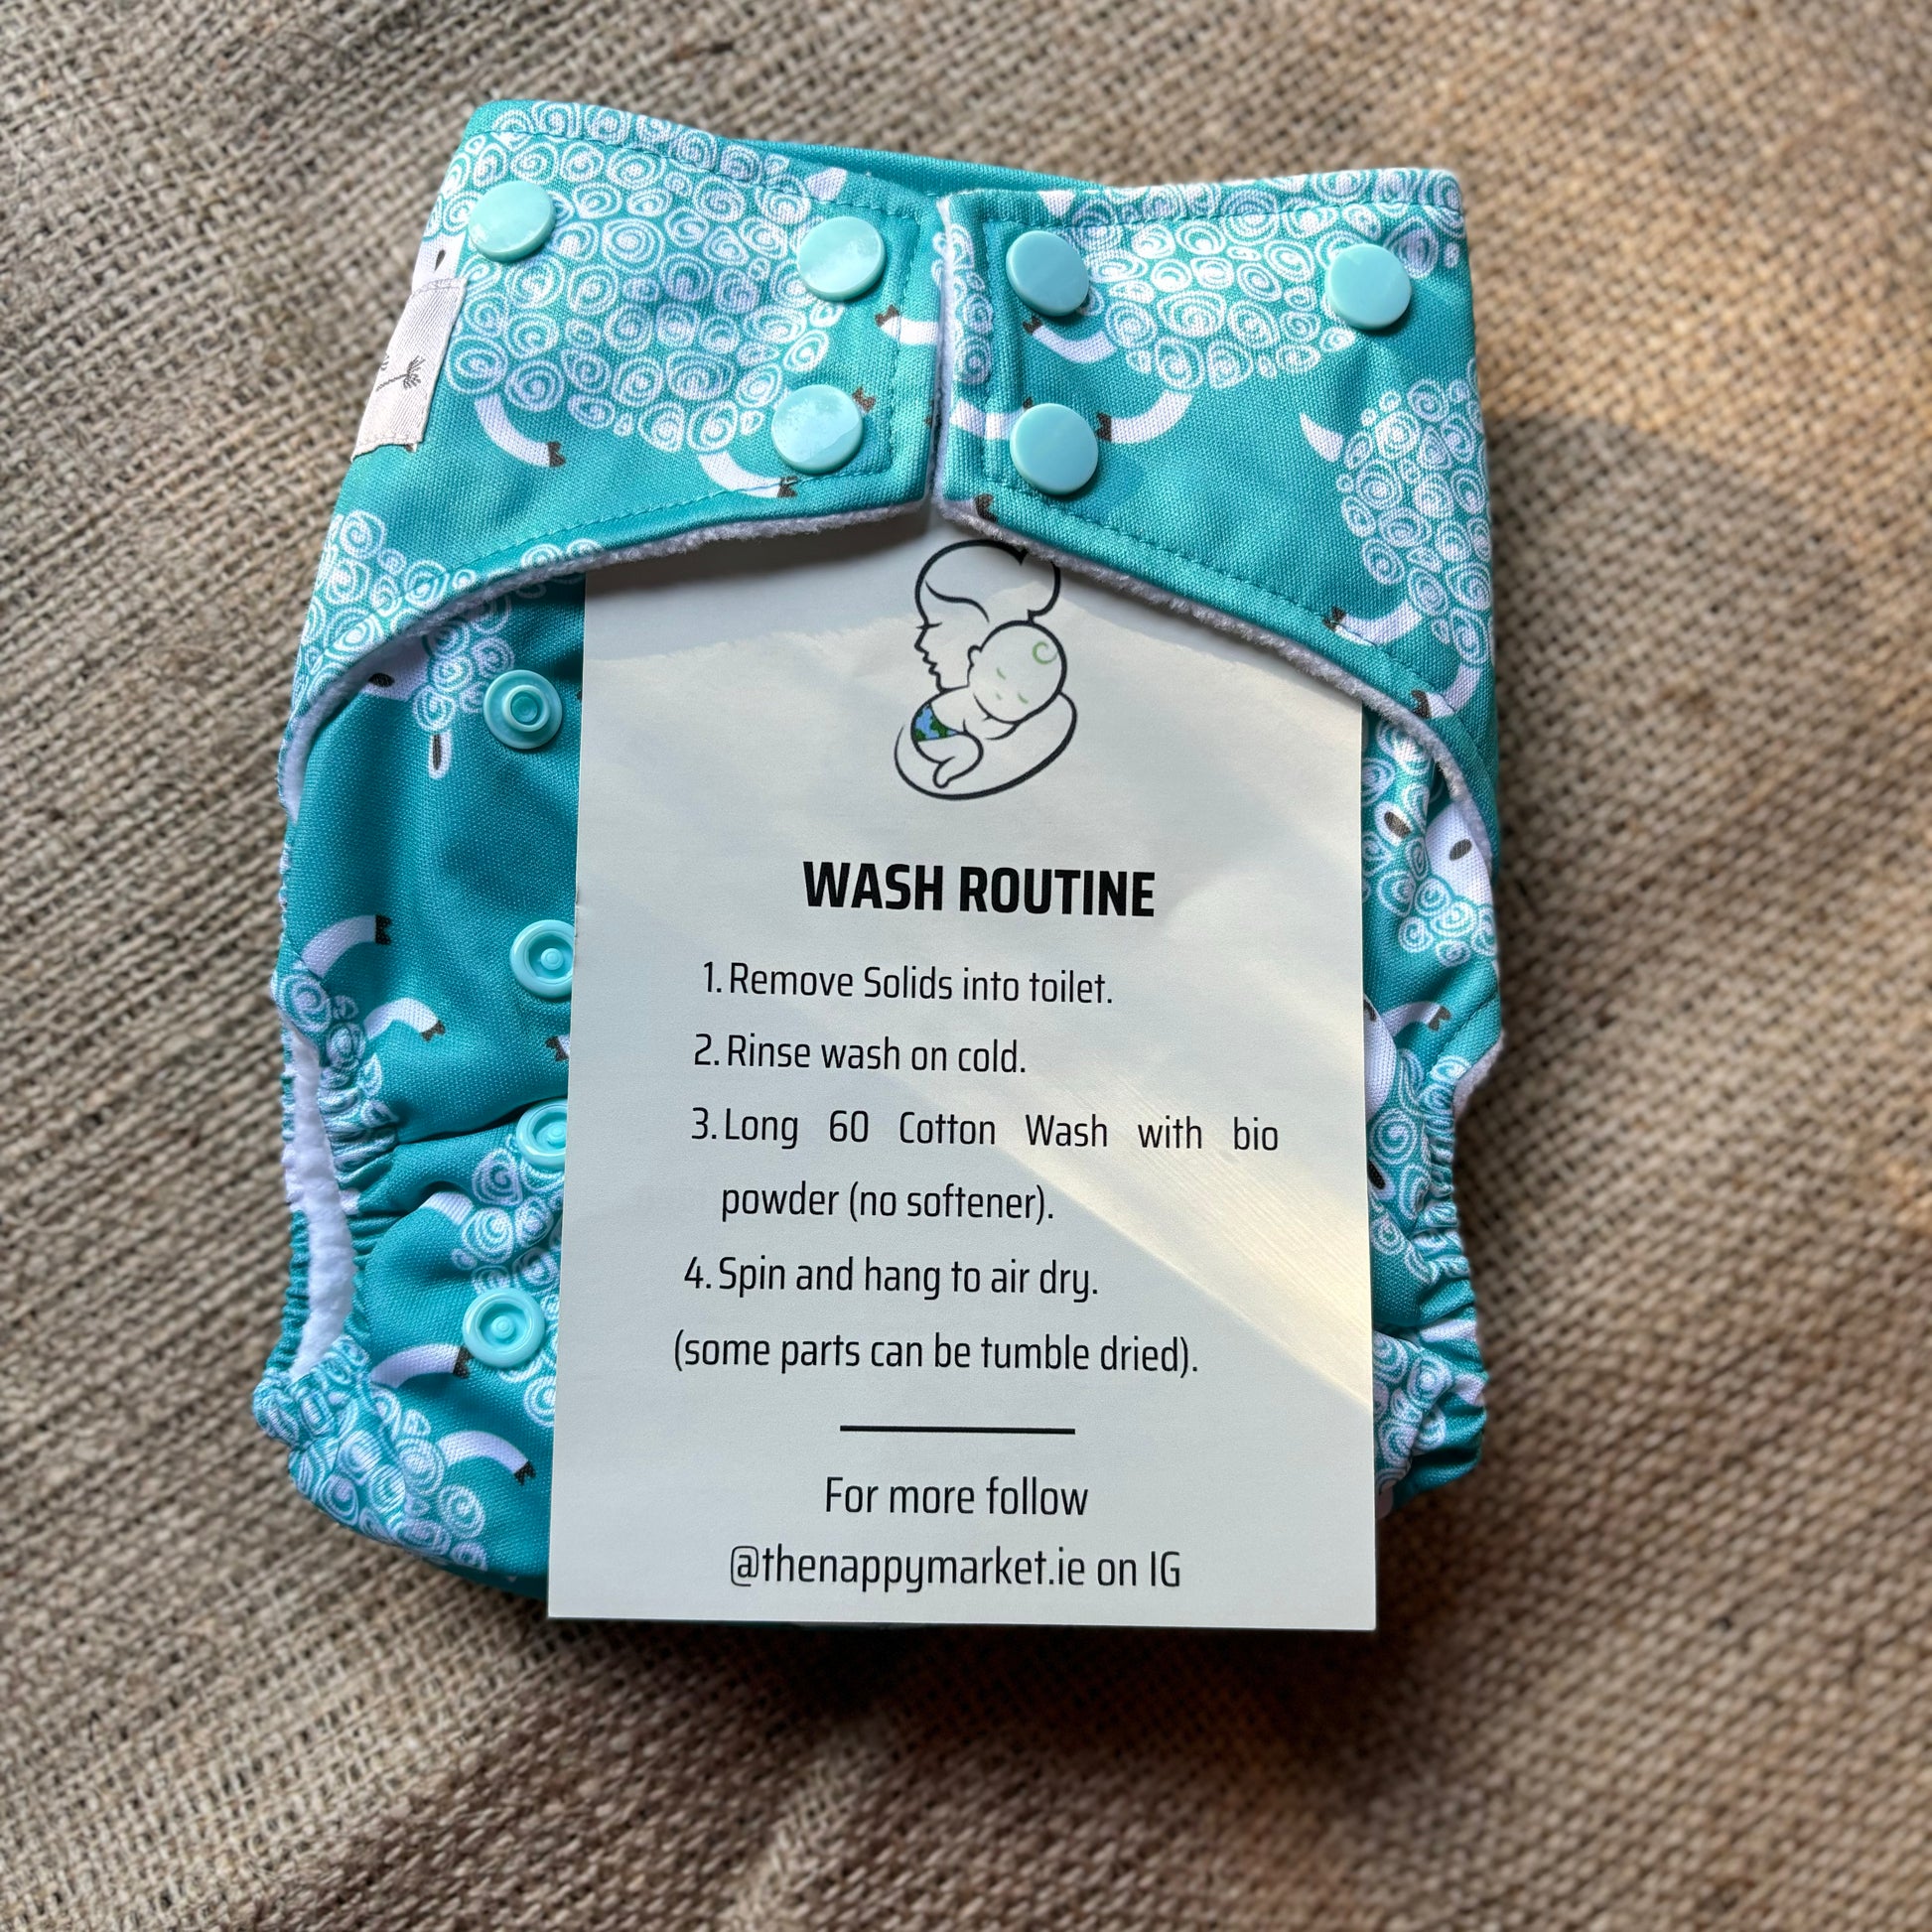 WASH ROUTINE
1. Remove Solids into toilet.
2. Rinse wash on cold.
3. Long 60 Cotton Wash with bio
powder (no softener).
4. Spin and hang to air dry.
(some parts can be tumble dried).
For more follow
@thenappymarket.ie on IG